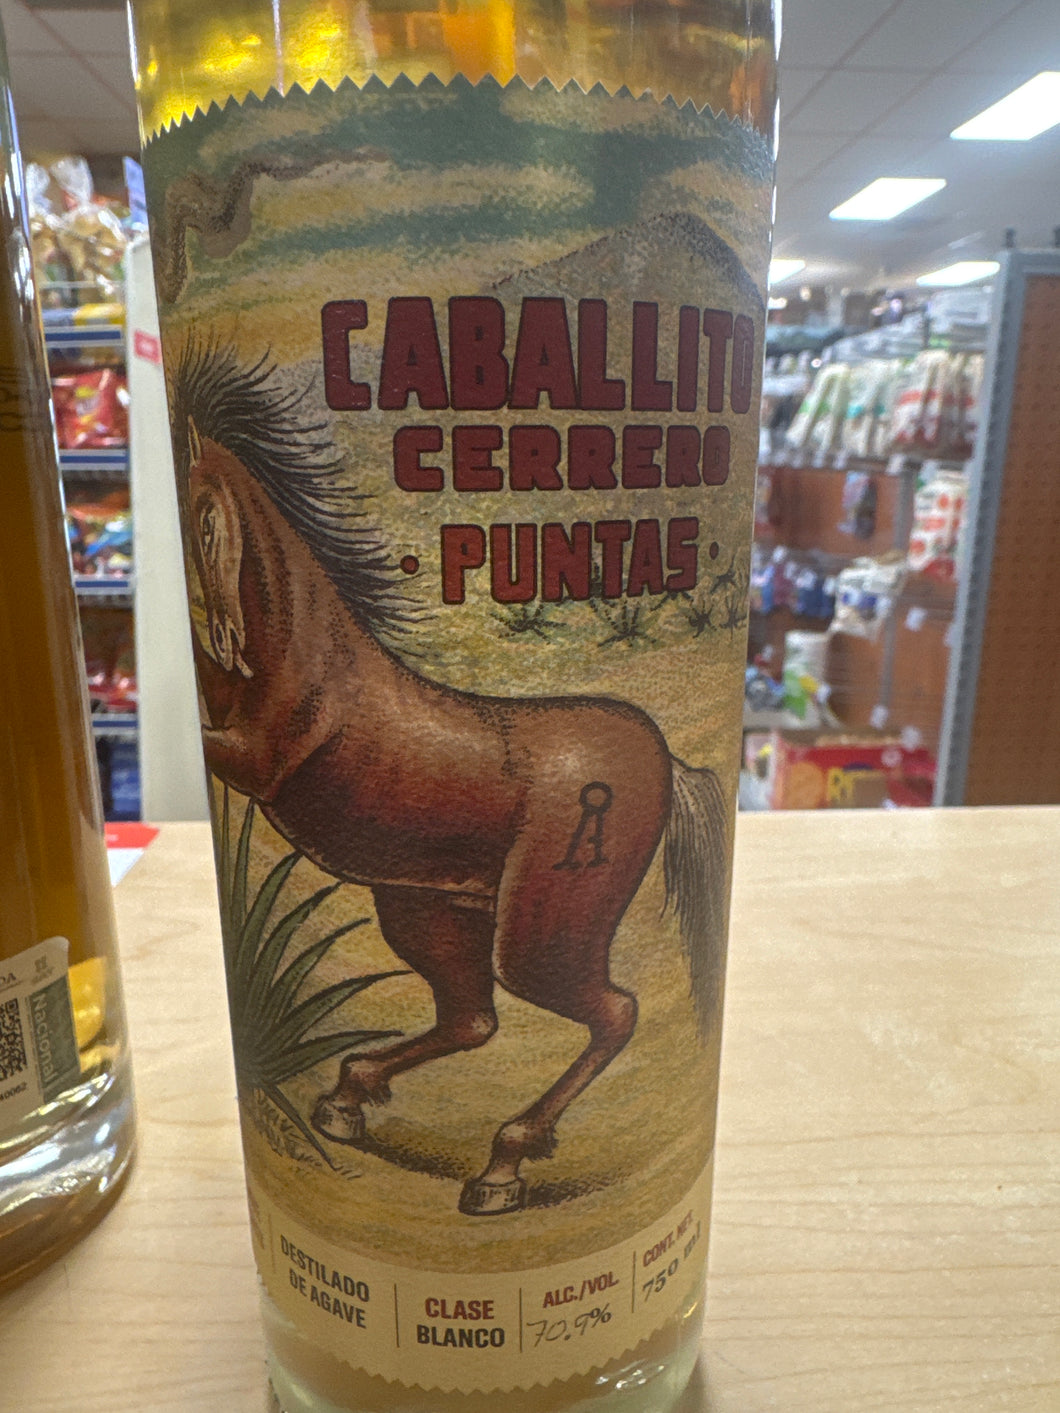 CABALLITO
CERRERO
· PUNTAS ·
DESTILADO
DE AGAVE
CLASE
BLANCO
ALC./VOL.
70.9%
CONT. NET.
750 ml
Nacional